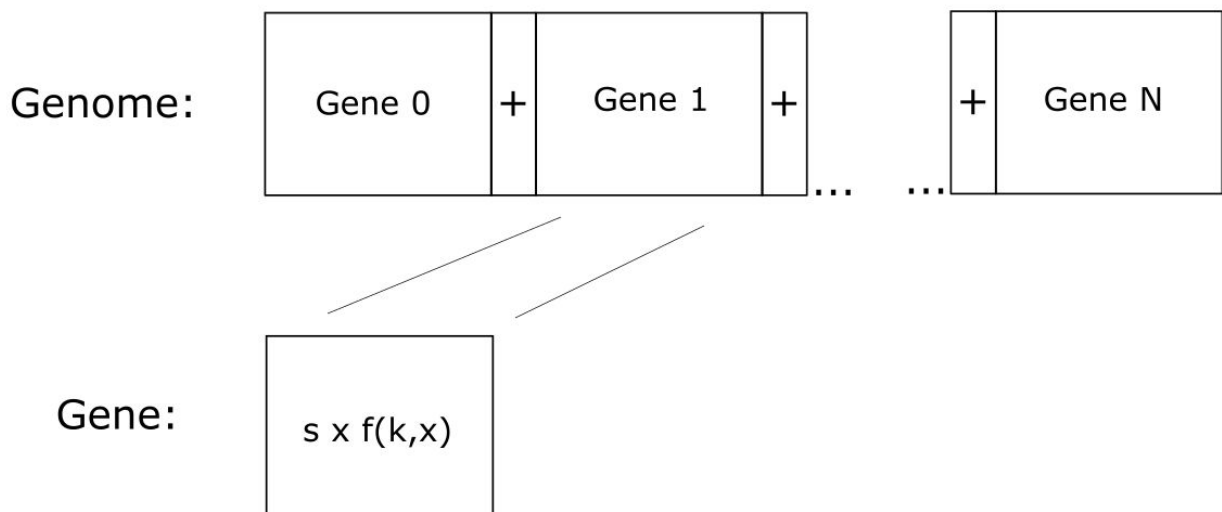 Genome: Gene 0 + Gene 1 + ... ... + Gene N
Gene: s x f(k,x)